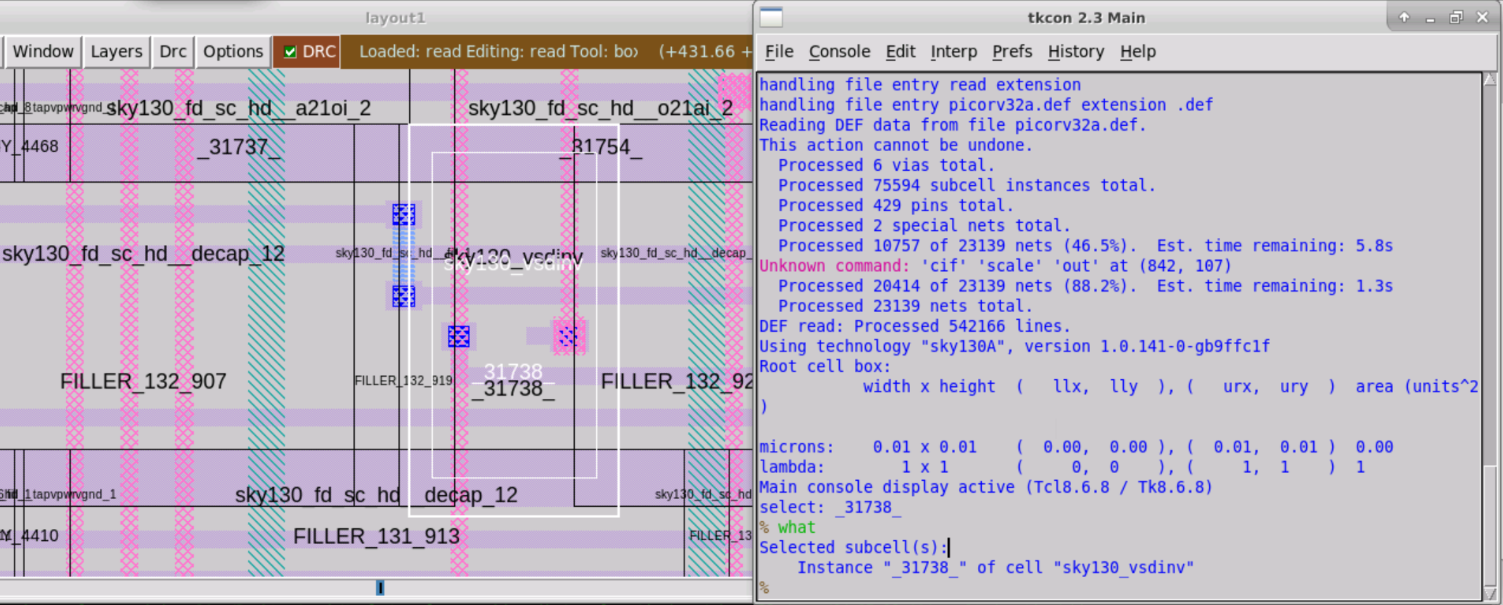 layout1
Window Layers Drc Options DRC Loaded: read Editing: read Tool: box (+431.66 +
sky130_fd_sc_hd__a21oi_2 sky130_fd_sc_hd__o21ai_2
_4468 _31737_ _31754_
sky130_fd_sc_hd__decap_12 sky130_vsdinv sky130_fd_sc_hd__decap_
sky130_vsdinv
_31738_
FILLER_132_907 FILLER_132_919 _31738_ FILLER_132_92
sky130_fd_sc_hd__decap_12 sky130_fd_sc_hd
_4410 FILLER_131_913 FILLER_13
tkcon 2.3 Main
File Console Edit Interp Prefs History Help
handling file entry read extension
handling file entry picorv32a.def extension .def
Reading DEF data from file picorv32a.def.
This action cannot be undone.
Processed 6 vias total.
Processed 75594 subcell instances total.
Processed 429 pins total.
Processed 2 special nets total.
Processed 10757 of 23139 nets (46.5%). Est. time remaining: 5.8s
Unknown command: 'cif' 'scale' 'out' at (842, 107)
Processed 20414 of 23139 nets (88.2%). Est. time remaining: 1.3s
Processed 23139 nets total.
DEF read: Processed 542166 lines.
Using technology "sky130A", version 1.0.141-0-gb9ffc1f
Root cell box:
width x height ( llx, lly ), ( urx, ury ) area (units^2
)
microns: 0.01 x 0.01 ( 0.00, 0.00 ), ( 0.01, 0.01 ) 0.00
lambda: 1 x 1 ( 0, 0 ), ( 1, 1 ) 1
Main console display active (Tcl8.6.8 / Tk8.6.8)
select: _31738_
% what
Selected subcell(s):
Instance "_31738_" of cell "sky130_vsdinv"
%